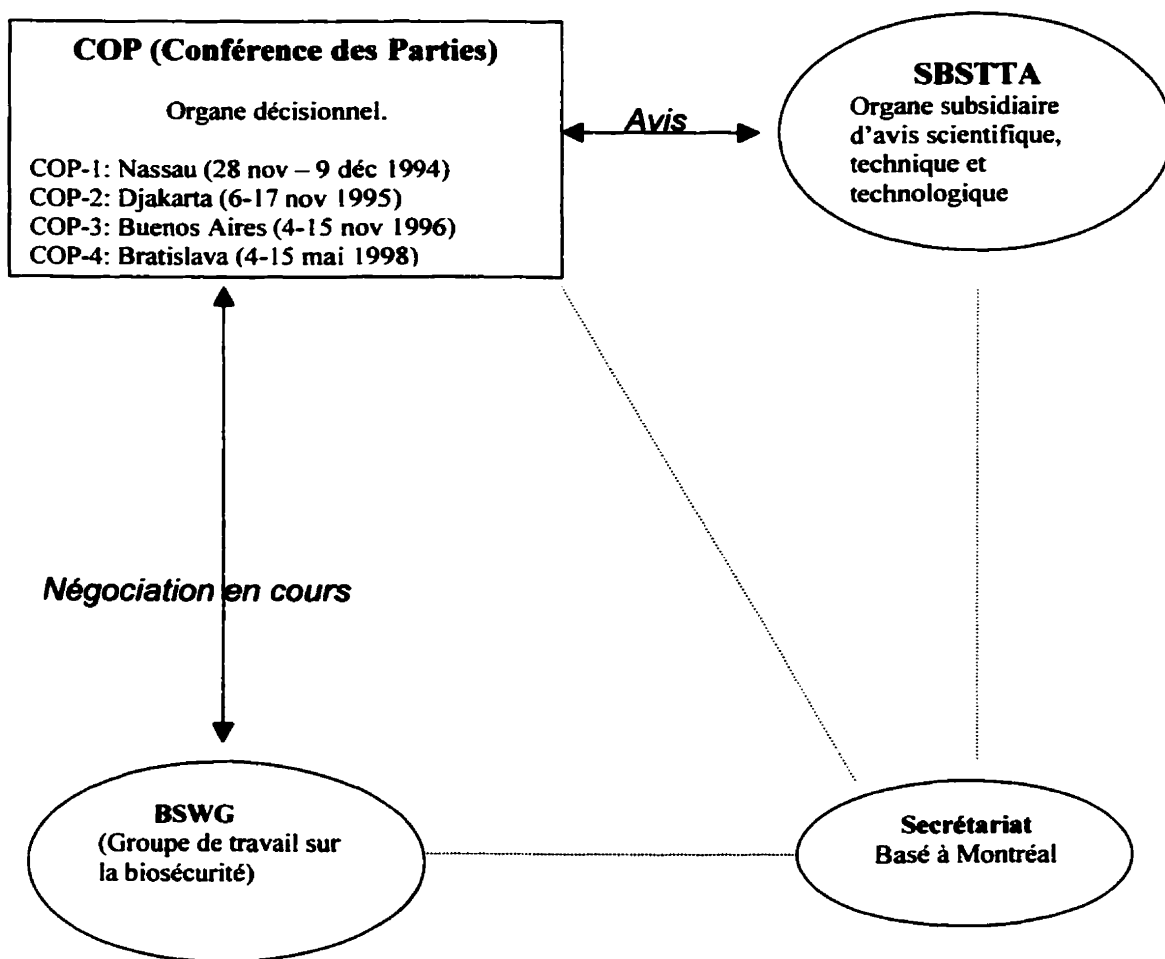 COP (Conférence des Parties)
Organe décisionnel.
COP-1: Nassau (28 nov – 9 déc 1994)
COP-2: Djakarta (6-17 nov 1995)
COP-3: Buenos Aires (4-15 nov 1996)
COP-4: Bratislava (4-15 mai 1998)
Avis
SBSTTA
Organe subsidiaire
d'avis scientifique,
technique et
technologique
Négociation en cours
BSWG
(Groupe de travail sur
la biosécurité)
Secrétariat
Basé à Montréal